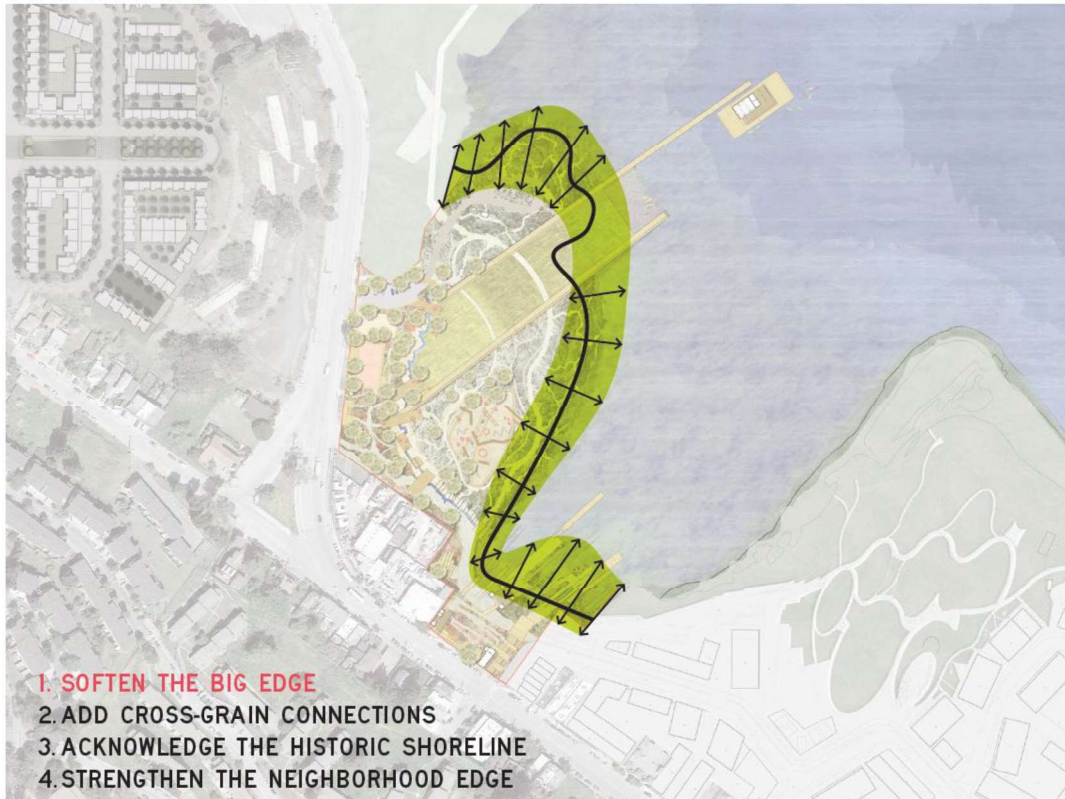 1. SOFTEN THE BIG EDGE
2. ADD CROSS-GRAIN CONNECTIONS
3. ACKNOWLEDGE THE HISTORIC SHORELINE
4. STRENGTHEN THE NEIGHBORHOOD EDGE